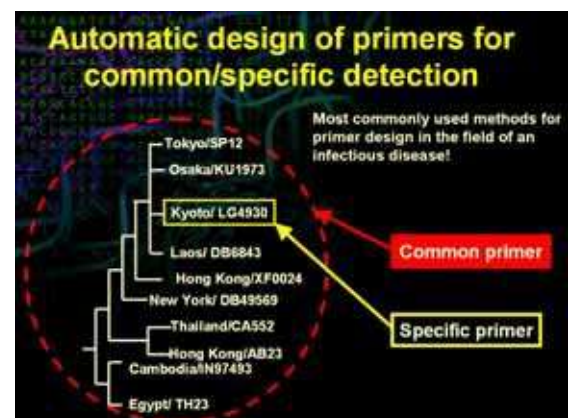 Automatic design of primers for
common/specific detection
Most commonly used methods for
primer design in the field of an
infectious disease!
Tokyo/SP12
Osaka/KU1973
Kyoto/ LG4930
Laos/ DB6843
Hong Kong/XF0024
New York/ DB49569
Thailand/CA552
Hong Kong/AB23
Cambodia/IN97493
Egypt/ TH23
Common primer
Specific primer